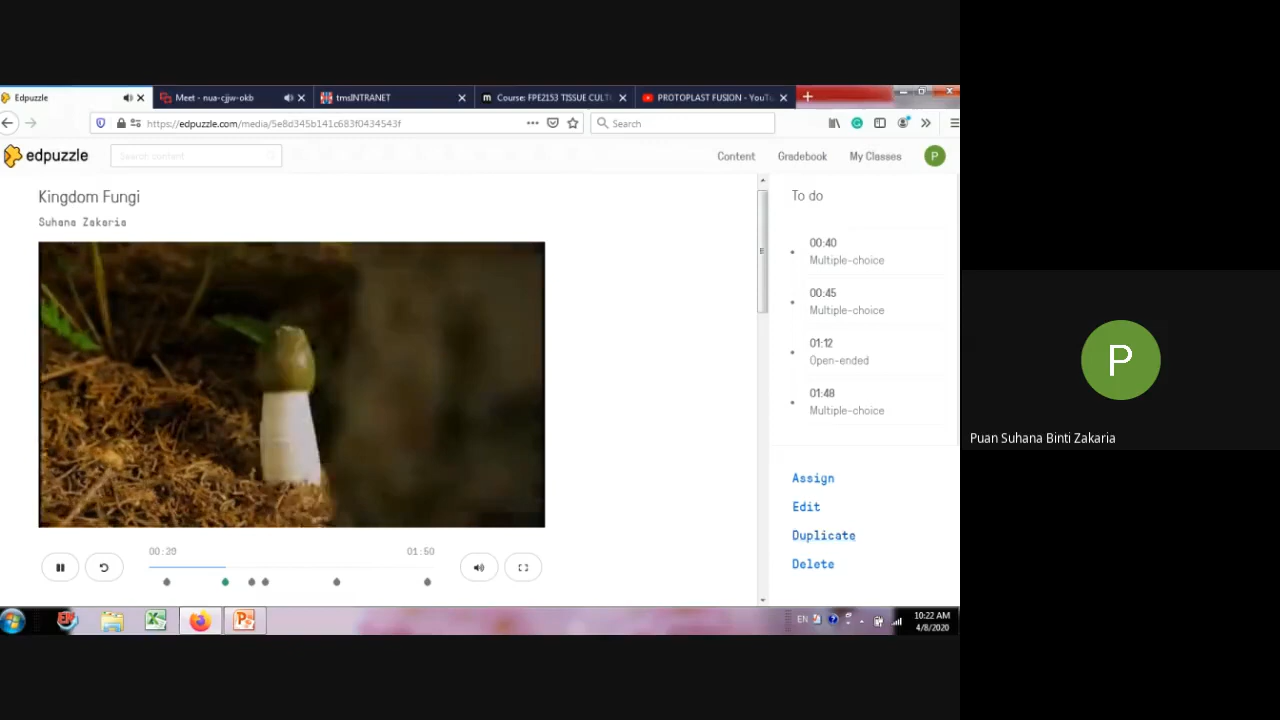 Edpuzzle
Meet - nua-cjjw-okb
tmsINTRANET
Course: FPE2153 TISSUE CULT
PROTOPLAST FUSION - YouTu
https://edpuzzle.com/media/5e8d345b141c683f0434543f
Search
edpuzzle
Search content
Content
Gradebook
My Classes
P
Kingdom Fungi
Suhana Zakaria
To do
00:40
Multiple-choice
00:45
Multiple-choice
01:12
Open-ended
01:48
Multiple-choice
Assign
Edit
Duplicate
Delete
00:20
01:50
EN
10:22 AM
4/8/2020
P
Puan Suhana Binti Zakaria